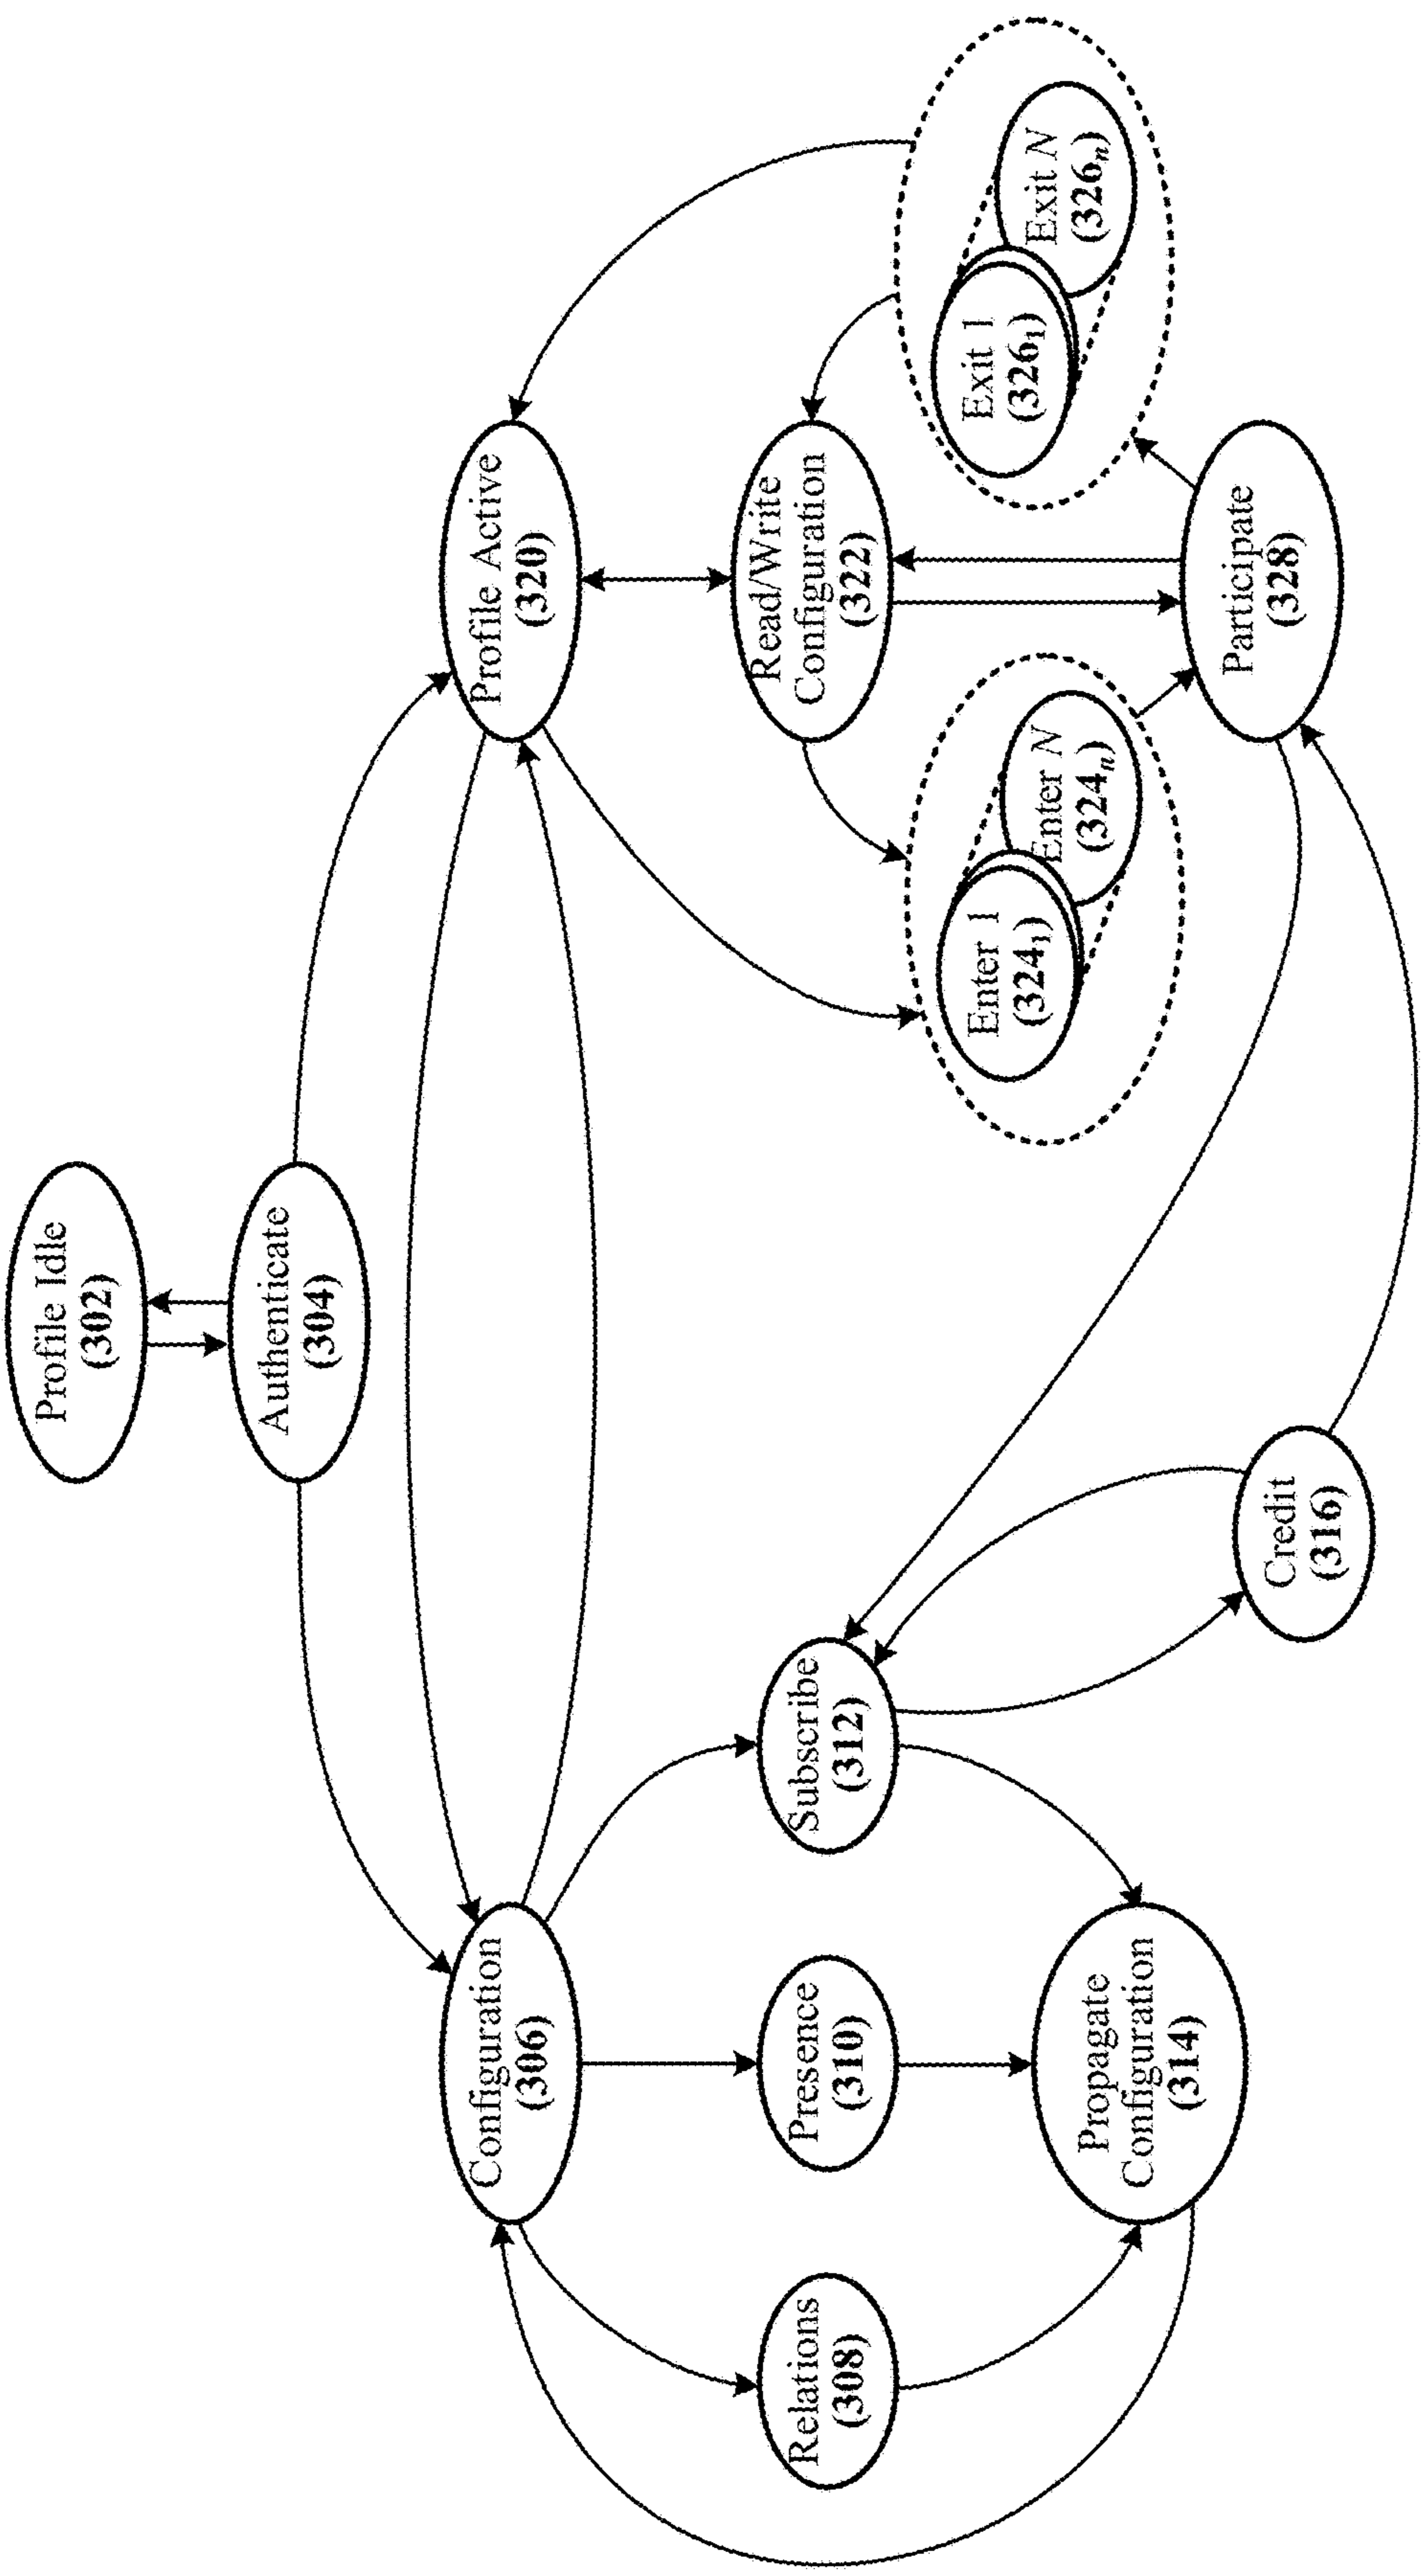 Profile Idle
(302)
Authenticate
(304)
Configuration
(306)
Profile Active
(320)
Relations
(308)
Presence
(310)
Subscribe
(312)
Read/Write
Configuration
(322)
Enter 1
(324₁)
Enter N
(324ₙ)
Exit 1
(326₁)
Exit N
(326ₙ)
Propagate
Configuration
(314)
Credit
(316)
Participate
(328)